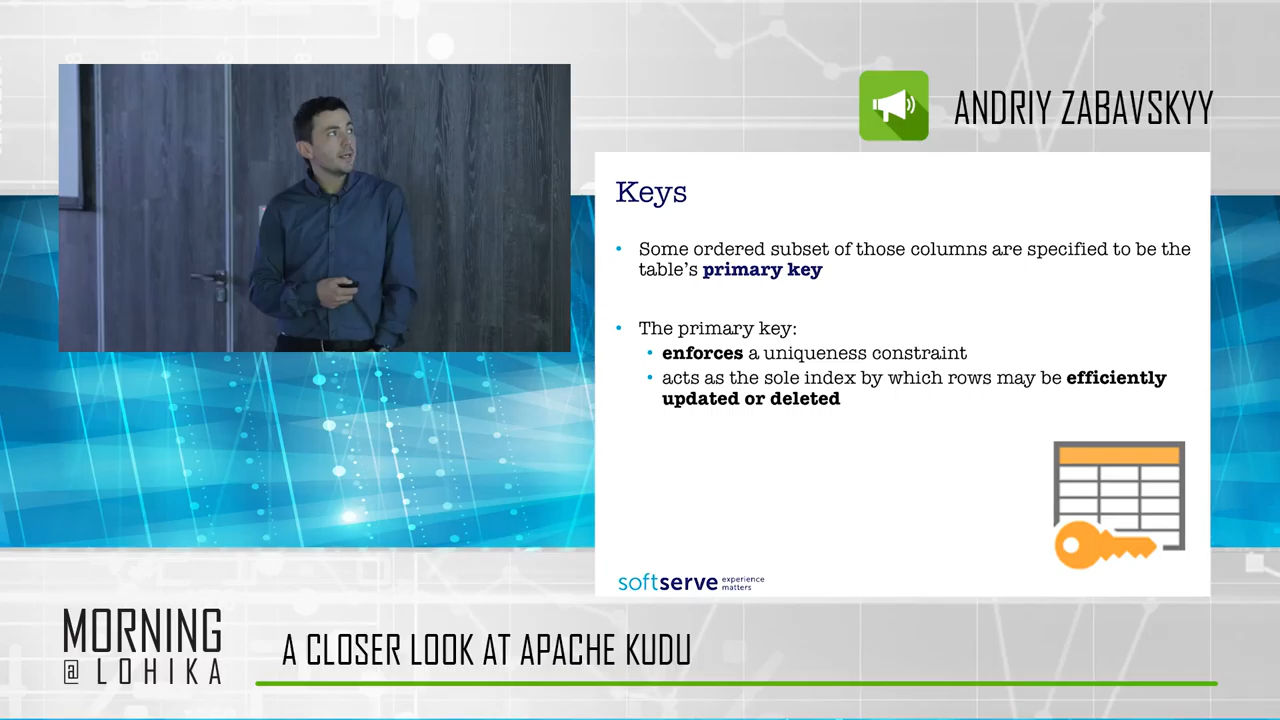 ANDRIY ZABAVSKYY
Keys
• Some ordered subset of those columns are specified to be the
table's primary key
• The primary key:
• enforces a uniqueness constraint
• acts as the sole index by which rows may be efficiently
updated or deleted
softserve experience
matters
MORNING
@LOHIKA
A CLOSER LOOK AT APACHE KUDU